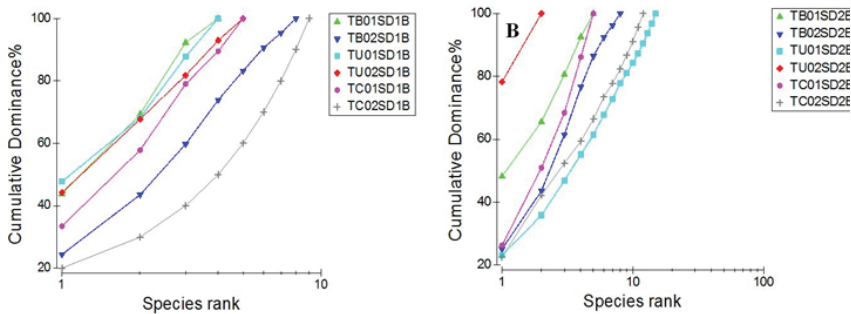 100
80
60
40
20
Cumulative Dominance%
1
10
Species rank
TB01SD1B
TB02SD1B
TU01SD1B
TU02SD1B
TC01SD1B
TC02SD1B
B
100
80
60
40
20
Cumulative Dominance%
1
10
100
Species rank
TB01SD2B
TB02SD2B
TU01SD2B
TU02SD2B
TC01SD2B
TC02SD2B